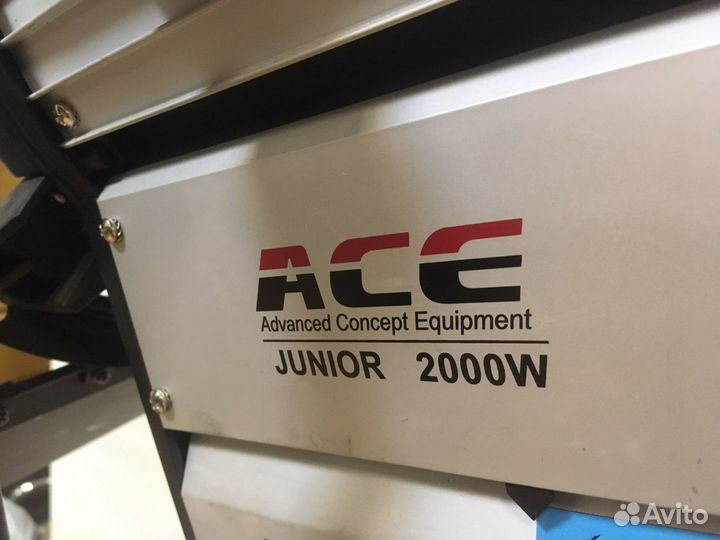 ACE
Advanced Concept Equipment
JUNIOR 2000W
Avito